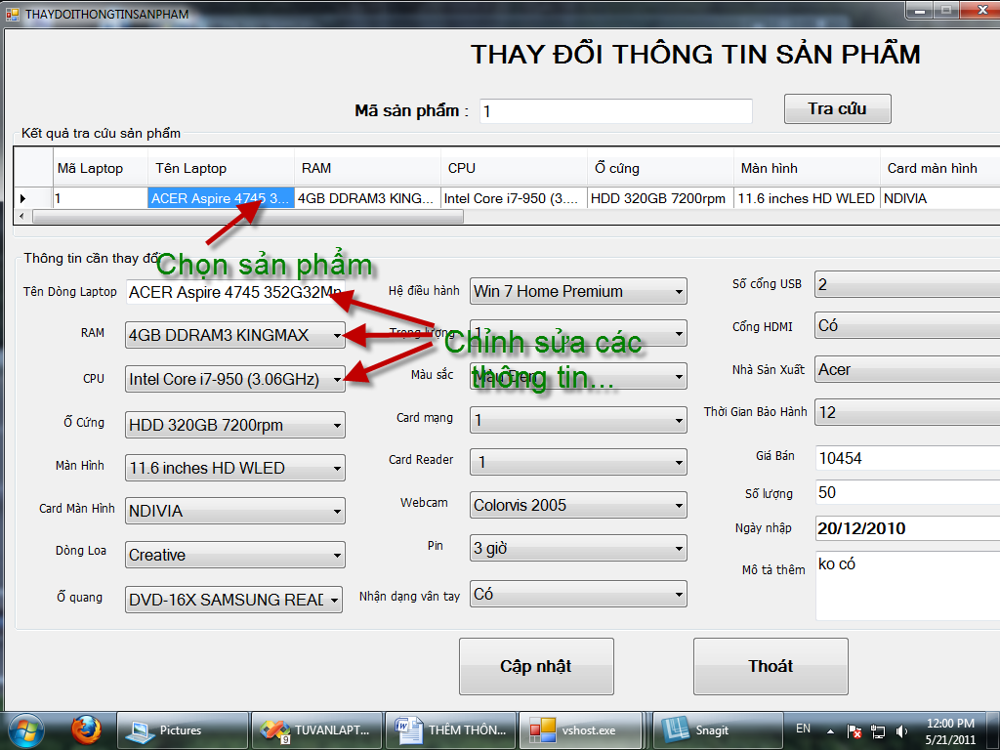 THAYDOITHONGTINSANPHAM
THAY ĐỔI THÔNG TIN SẢN PHẨM
Mã sản phẩm : 1 Tra cứu
Kết quả tra cứu sản phẩm
Mã Laptop Tên Laptop RAM CPU Ổ cứng Màn hình Card màn hình
1 ACER Aspire 4745 3... 4GB DDRAM3 KING... Intel Core i7-950 (3.... HDD 320GB 7200rpm 11.6 inches HD WLED NDIVIA
Thông tin cần thay đổi
Chọn sản phẩm
Tên Dòng Laptop ACER Aspire 4745 352G32Mn Hệ điều hành Win 7 Home Premium Số cổng USB 2
RAM 4GB DDRAM3 KINGMAX Trọng lượng 1 Cổng HDMI Có
Chỉnh sửa các
thông tin...
CPU Intel Core i7-950 (3.06GHz) Màu sắc Màu Đen Nhà Sản Xuất Acer
Ổ Cứng HDD 320GB 7200rpm Card mạng 1 Thời Gian Bảo Hành 12
Màn Hình 11.6 inches HD WLED Card Reader 1 Giá Bán 10454
Card Màn Hình NDIVIA Webcam Colorvis 2005 Số lượng 50
Dòng Loa Creative Pin 3 giờ Ngày nhập 20/12/2010
Ổ quang DVD-16X SAMSUNG READ Nhận dạng vân tay Có Mô tả thêm ko có
Cập nhật Thoát
Pictures TUVANLAPT... 9 THÊM THÔN... vshost.exe Snagit EN 12:00 PM
5/21/2011